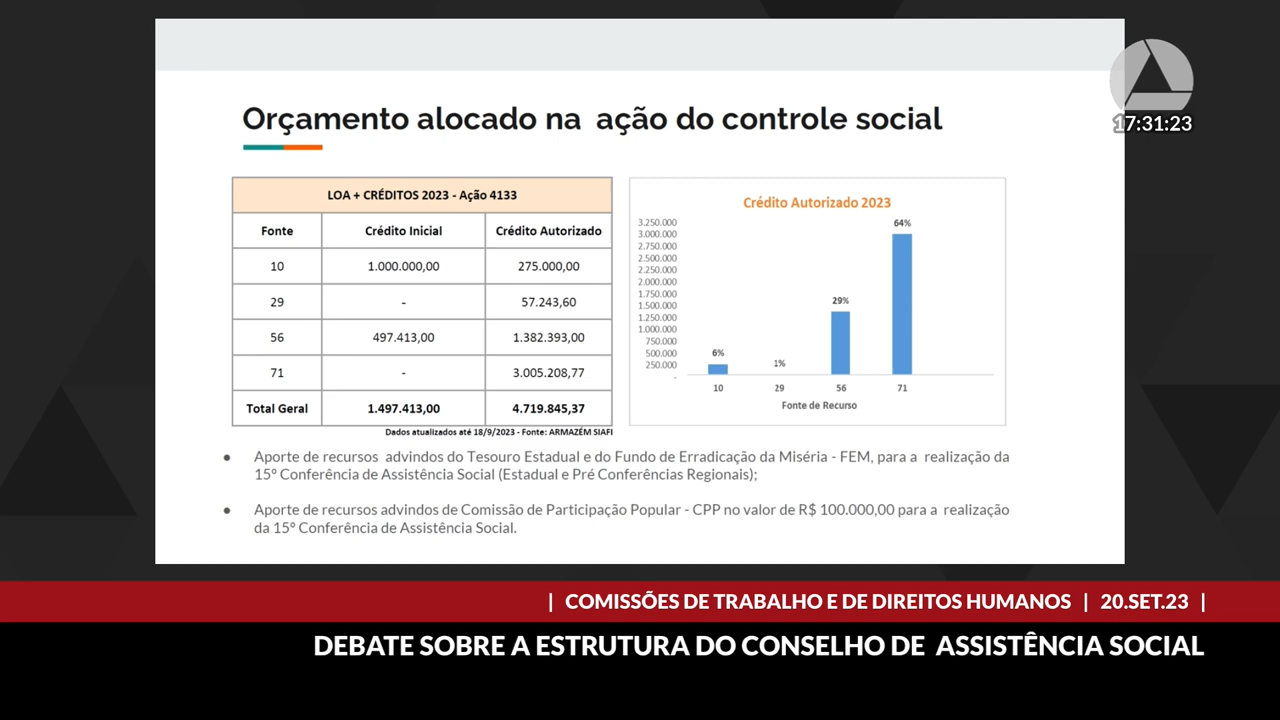 17:31:23
Orçamento alocado na ação do controle social
LOA + CRÉDITOS 2023 - Ação 4133
Fonte Crédito Inicial Crédito Autorizado
10 1.000.000,00 275.000,00
29 - 57.243,60
56 497.413,00 1.382.393,00
71 - 3.005.208,77
Total Geral 1.497.413,00 4.719.845,37
Dados atualizados até 18/9/2023 - Fonte: ARMAZÉM SIAFI
Crédito Autorizado 2023
3.250.000
3.000.000
2.750.000
2.500.000
2.250.000
2.000.000
1.750.000
1.500.000
1.250.000
1.000.000
750.000
500.000
250.000
-
6% 1% 29% 64%
10 29 56 71
Fonte de Recurso
● Aporte de recursos advindos do Tesouro Estadual e do Fundo de Erradicação da Miséria - FEM, para a realização da
15º Conferência de Assistência Social (Estadual e Pré Conferências Regionais);
● Aporte de recursos advindos de Comissão de Participação Popular - CPP no valor de R$ 100.000,00 para a realização
da 15º Conferência de Assistência Social.
| COMISSÕES DE TRABALHO E DE DIREITOS HUMANOS | 20.SET.23 |
DEBATE SOBRE A ESTRUTURA DO CONSELHO DE ASSISTÊNCIA SOCIAL